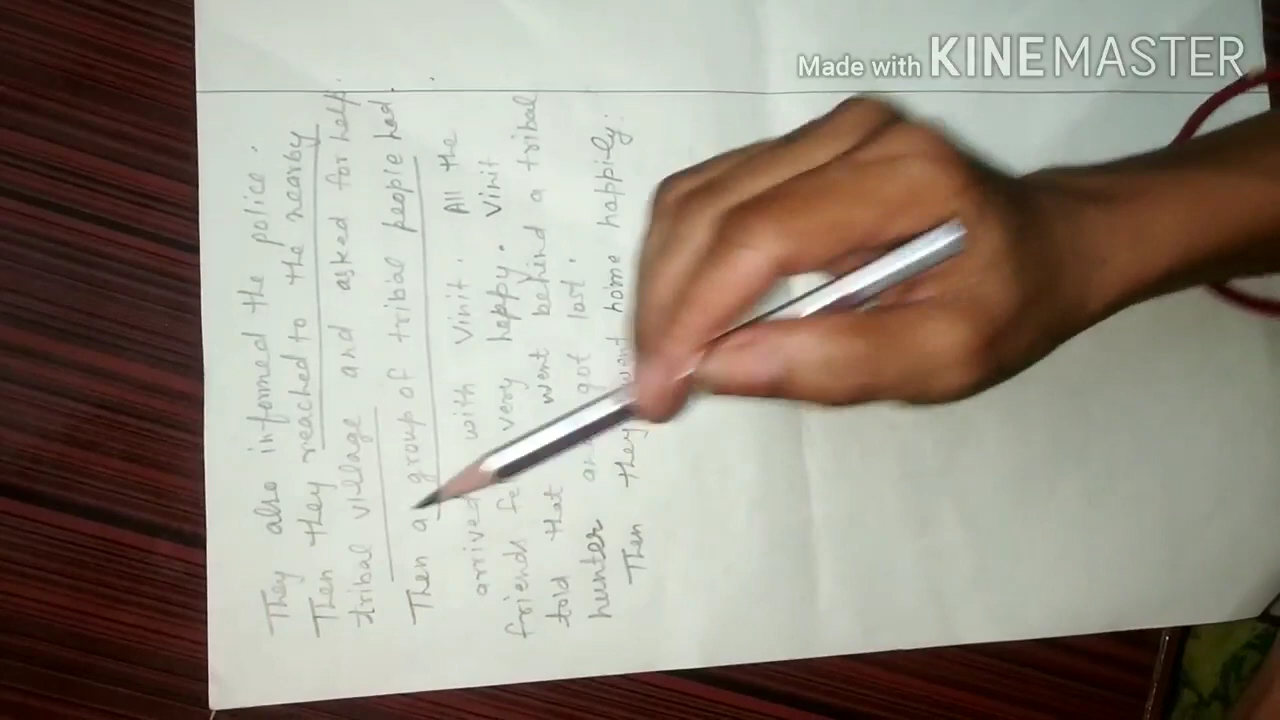 Made with KINEMASTER
They also informed the police.
Then they reached to the nearby
tribal village and asked for help.
Then a group of tribal people had
arrived with Vinit. All the
friends very happy. Vinit
told that went behind a tribal
hunter got lost.
Then they went home happily.